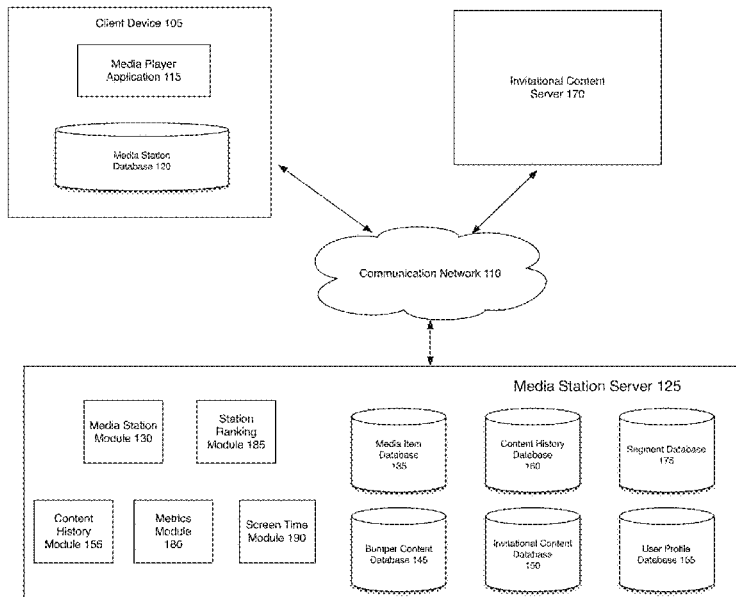 Client Device 105
Media Player
Application 115
Media Station
Database 120
Invitational Content
Server 170
Communication Network 110
Media Station Server 125
Media Station
Module 130
Station
Ranking
Module 185
Media Item
Database
135
Content History
Database
160
Segment Database
175
Content
History
Module 155
Metrics
Module
Screen Time
Module 190
Bumper Content
Database 145
Invitational Content
Database
150
User Profile
Database